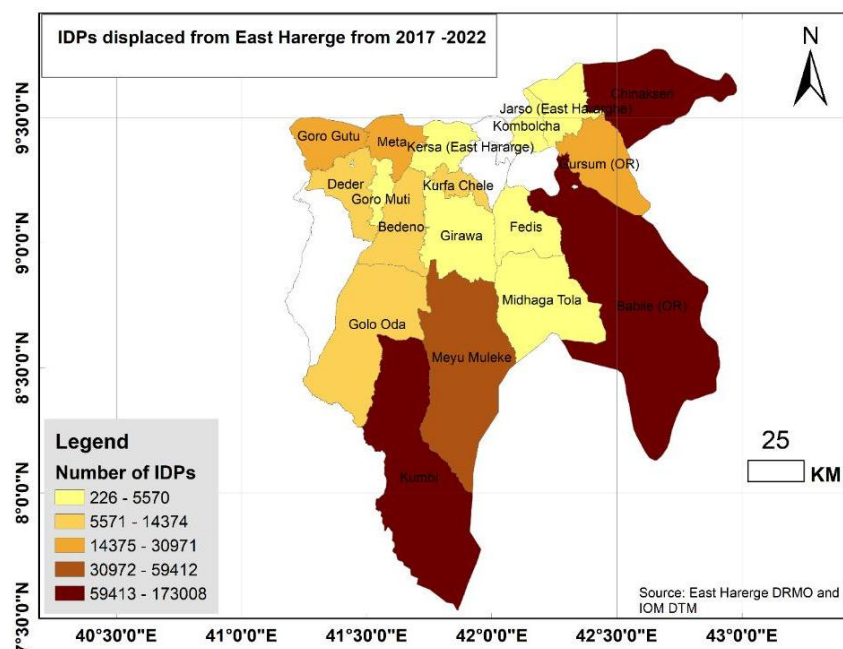 IDPs displaced from East Harerge from 2017 -2022
N
Chinaksen
Jarso (East Hararghe)
Kombolcha
9°30'0"N
Goro Gutu
Meta
Kersa (East Hararge)
Gursum (OR)
Deder
Kurfa Chele
Goro Muti
Bedeno
Girawa
Fedis
9°0'0"N
Midhaga Tola
Babile (OR)
Golo Oda
Meyu Muleke
8°30'0"N
Legend
Number of IDPs
226 - 5570
5571 - 14374
14375 - 30971
30972 - 59412
59413 - 173008
25
KM
Kumbi
8°0'0"N
Source: East Harerge DRMO and
IOM DTM
7°30'0"N
40°30'0"E
41°0'0"E
41°30'0"E
42°0'0"E
42°30'0"E
43°0'0"E